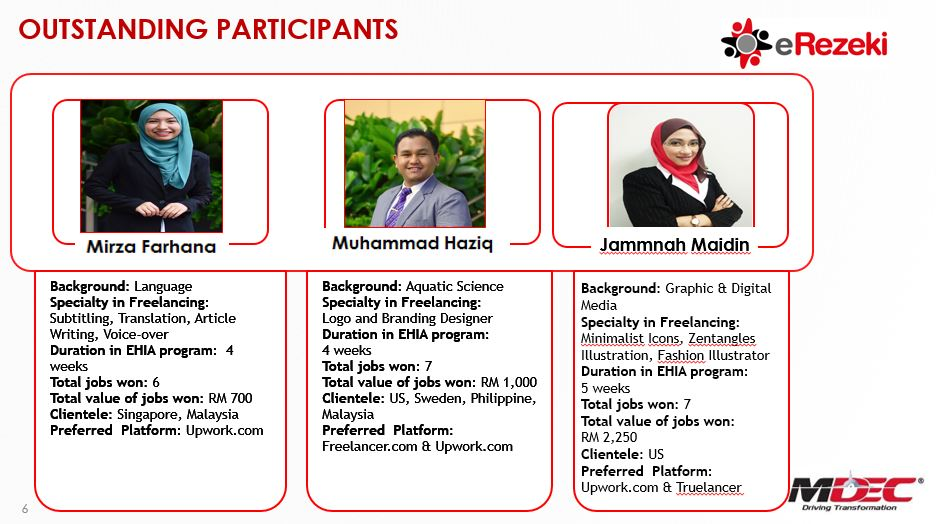 OUTSTANDING PARTICIPANTS
eRezeki
Mirza Farhana
Muhammad Haziq
Jammnah Maidin
Background: Language
Specialty in Freelancing:
Subtitling, Translation, Article
Writing, Voice-over
Duration in EHIA program: 4
weeks
Total jobs won: 6
Total value of jobs won: RM 700
Clientele: Singapore, Malaysia
Preferred Platform: Upwork.com
Background: Aquatic Science
Specialty in Freelancing:
Logo and Branding Designer
Duration in EHIA program:
4 weeks
Total jobs won: 7
Total value of jobs won: RM 1,000
Clientele: US, Sweden, Philippine,
Malaysia
Preferred Platform:
Freelancer.com & Upwork.com
Background: Graphic & Digital
Media
Specialty in Freelancing:
Minimalist Icons, Zentangles
Illustration, Fashion Illustrator
Duration in EHIA program:
5 weeks
Total jobs won: 7
Total value of jobs won:
RM 2,250
Clientele: US
Preferred Platform:
Upwork.com & Truelancer
MDEC®
Driving Transformation
6